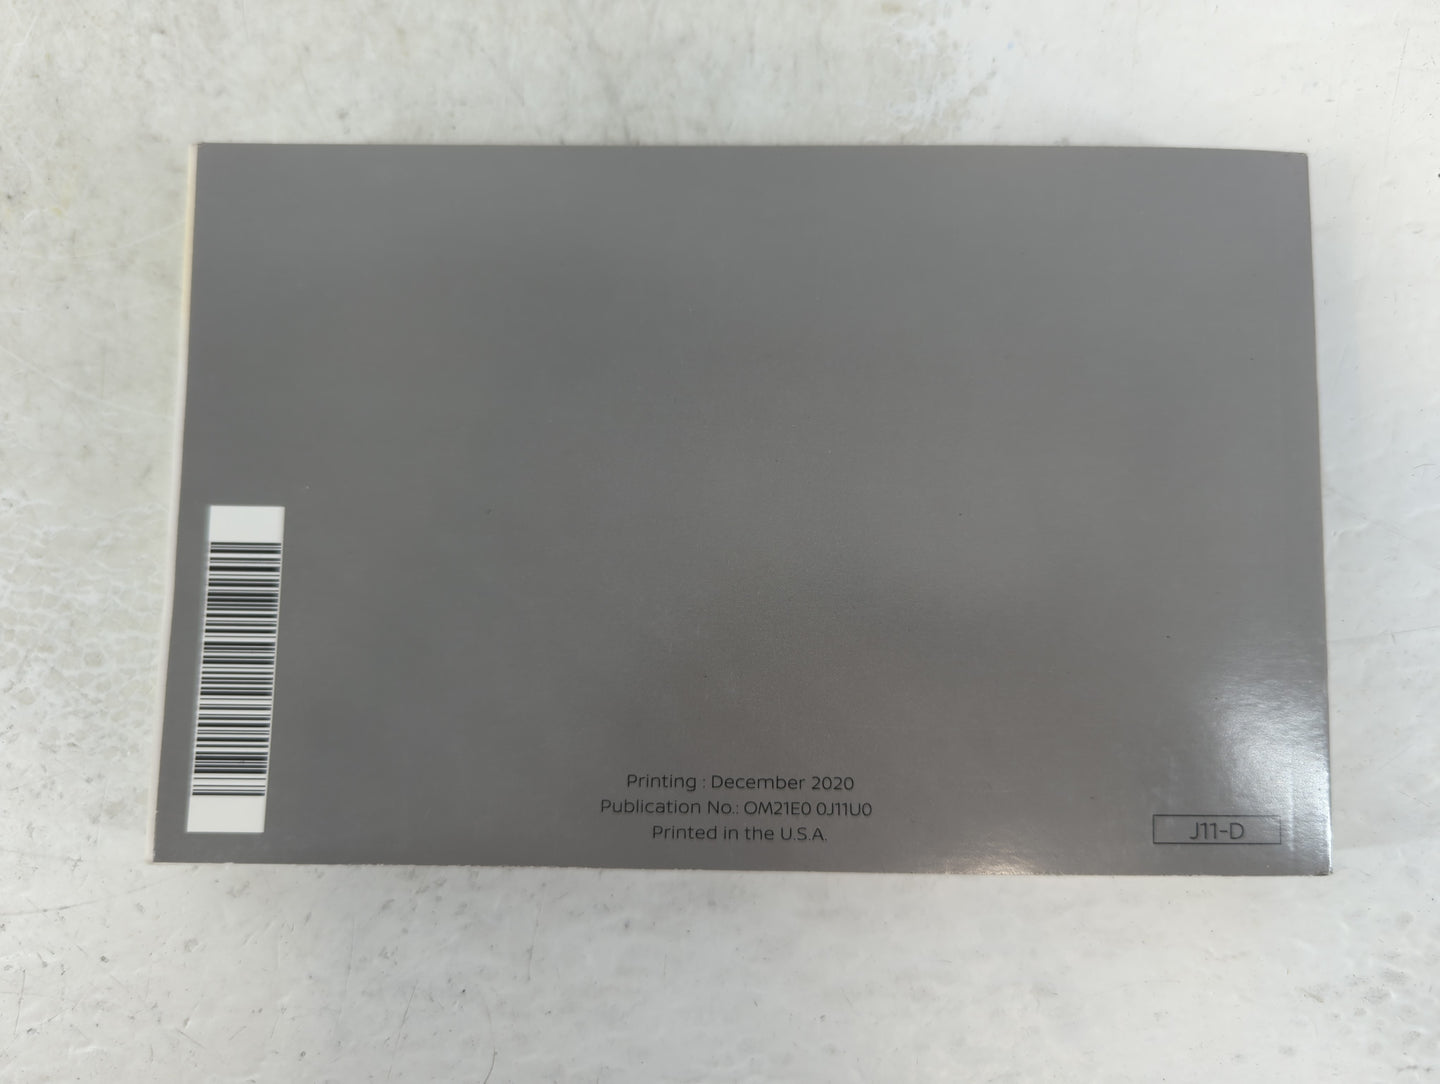 Printing : December 2020
Publication No.: OM21E0 0J11U0
Printed in the U.S.A.
J11-D